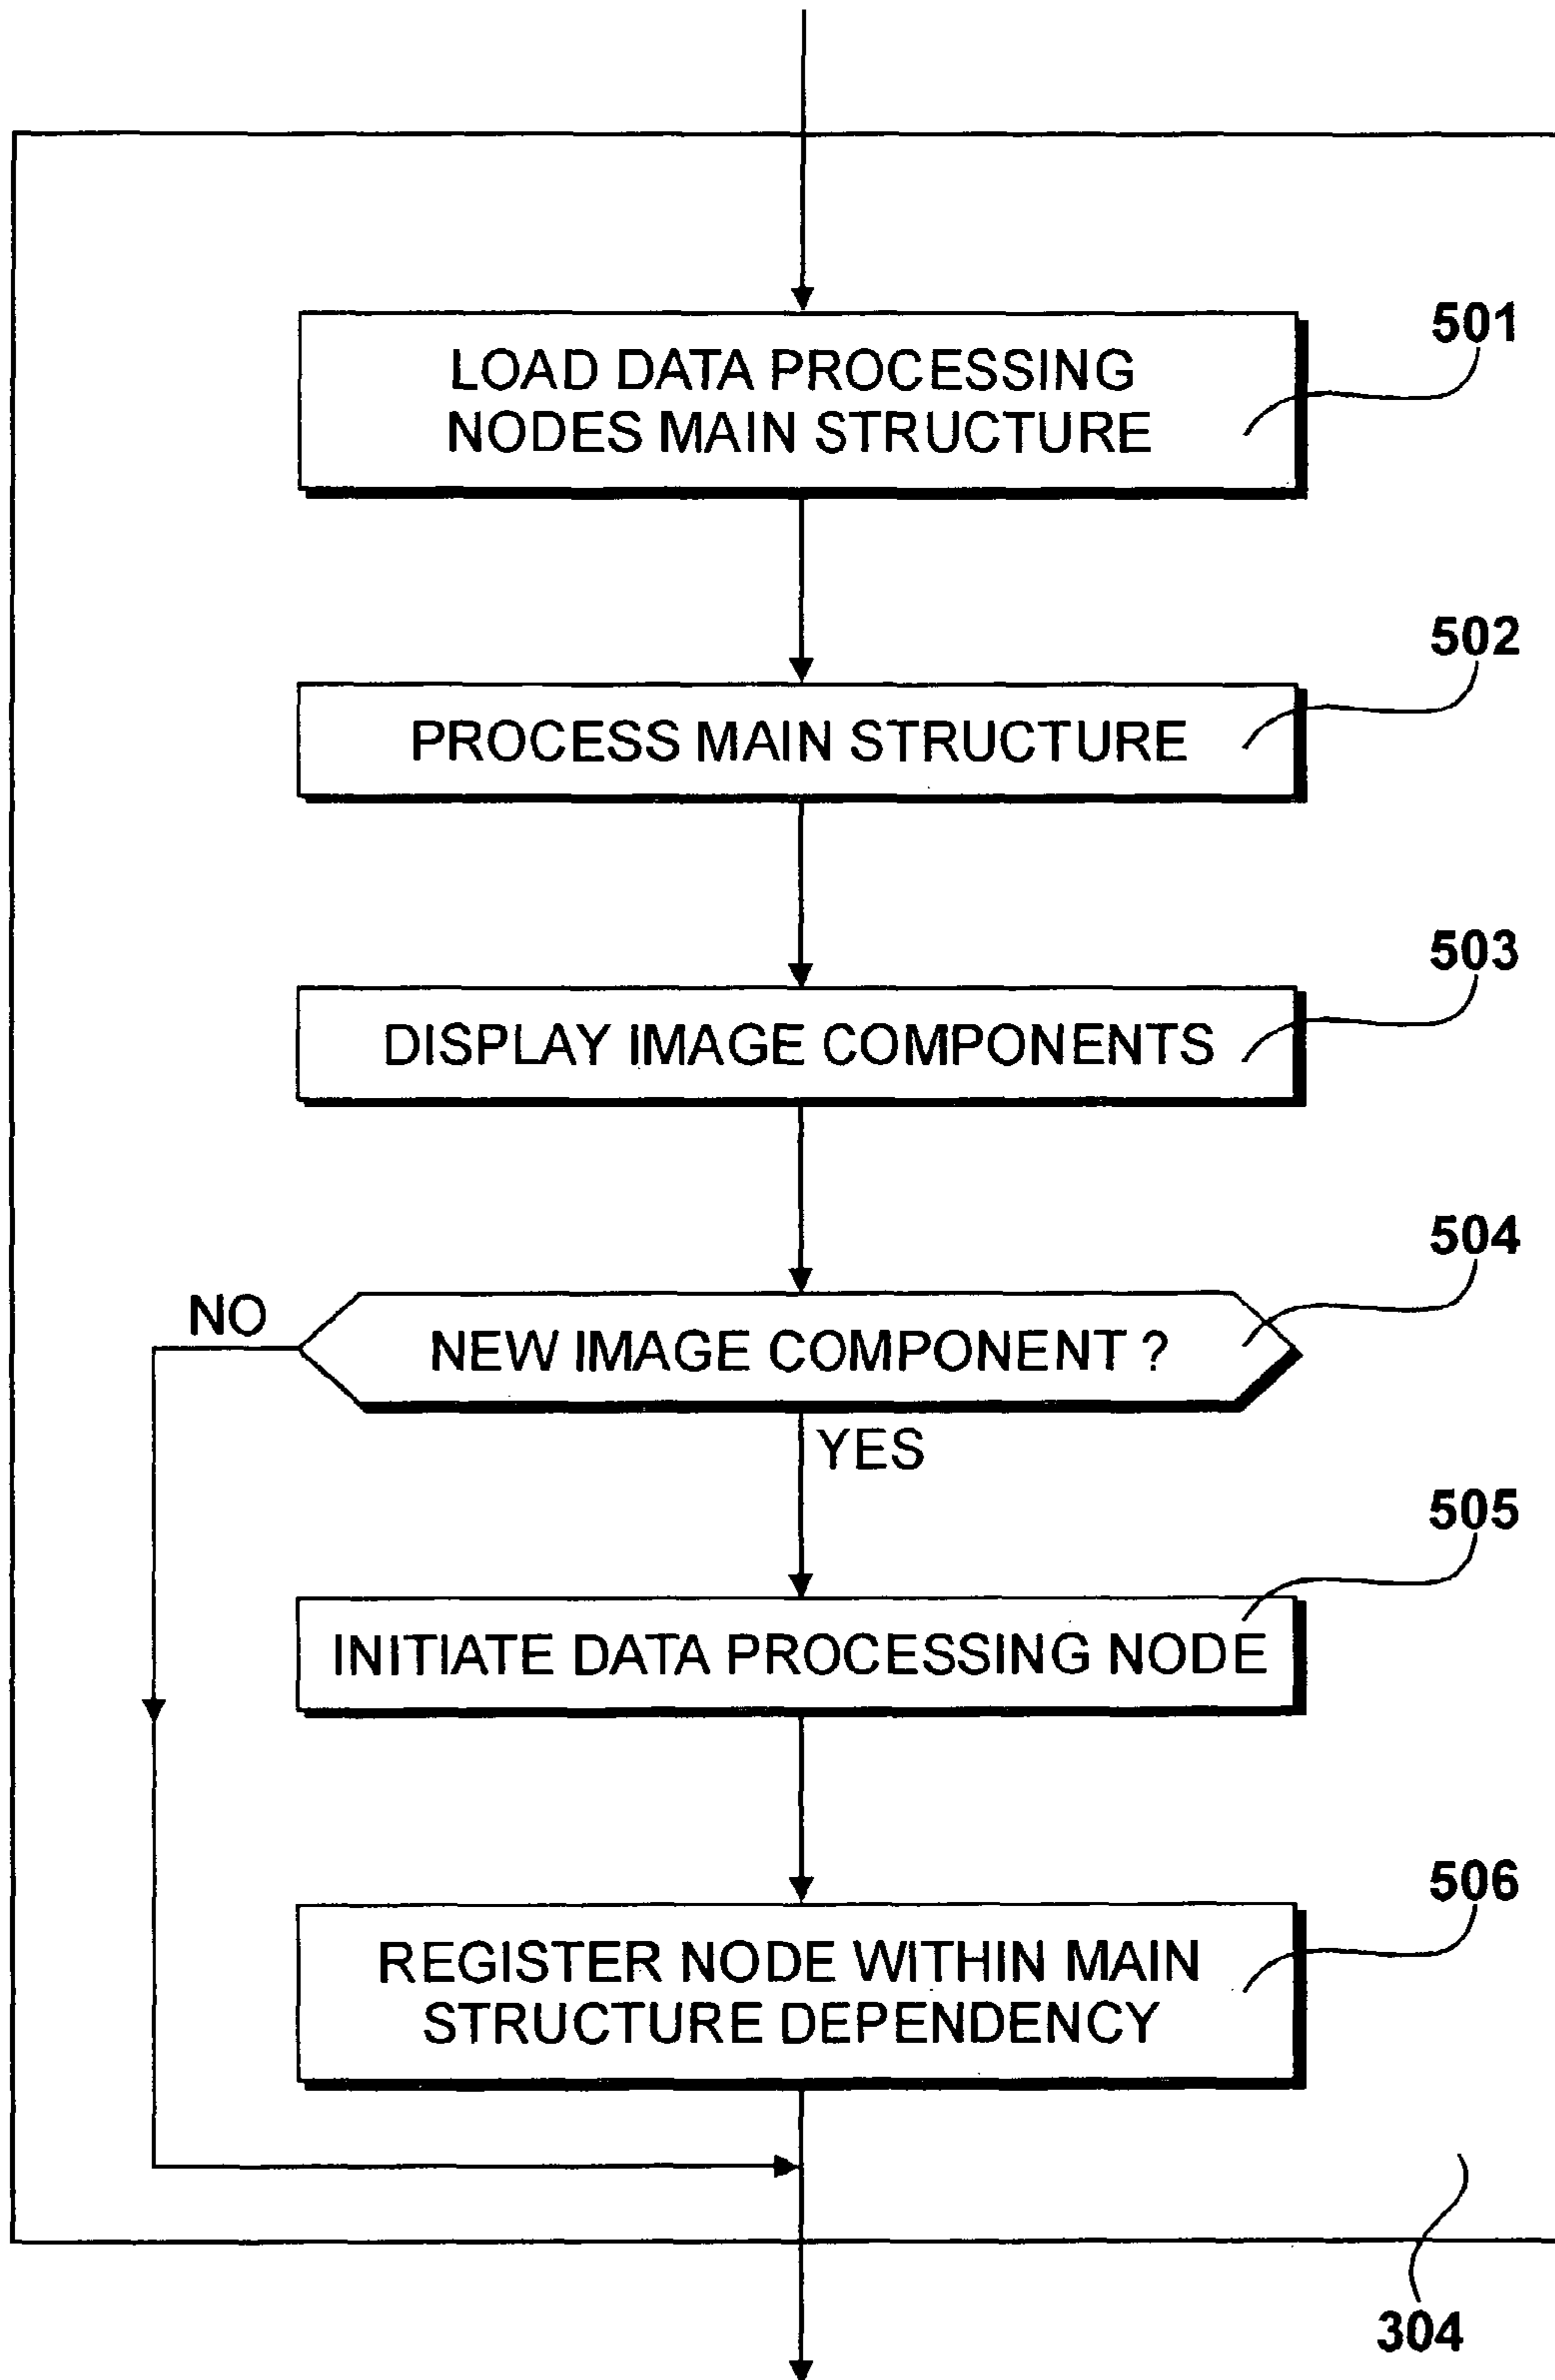 501
LOAD DATA PROCESSING
NODES MAIN STRUCTURE
502
PROCESS MAIN STRUCTURE
503
DISPLAY IMAGE COMPONENTS
504
NO
NEW IMAGE COMPONENT ?
YES
505
INITIATE DATA PROCESSING NODE
506
REGISTER NODE WITHIN MAIN
STRUCTURE DEPENDENCY
304